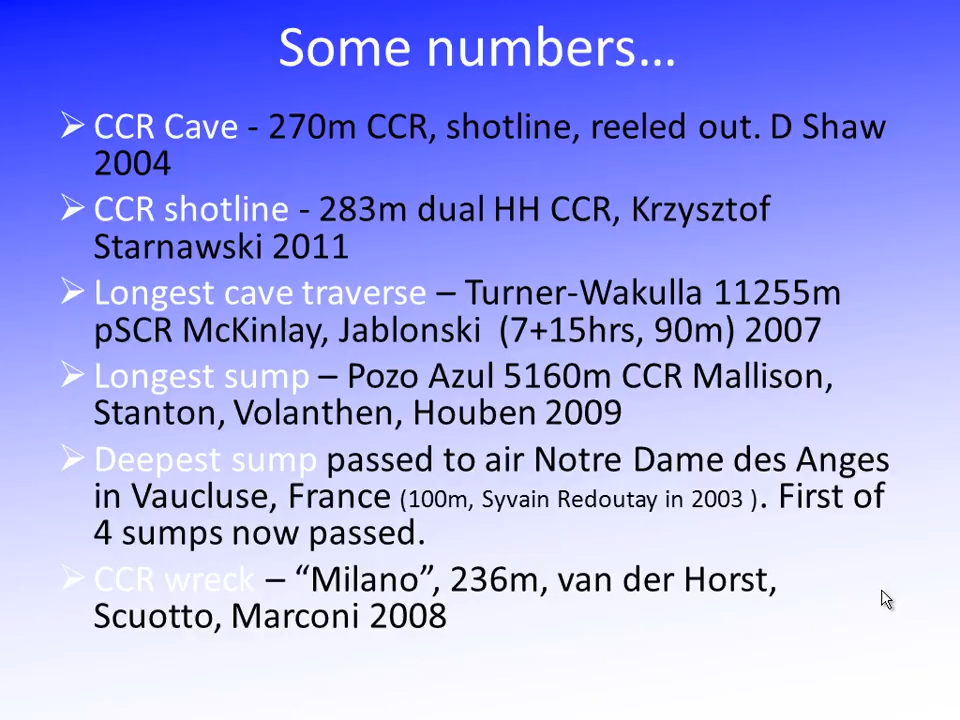 Some numbers...
➢ CCR Cave - 270m CCR, shotline, reeled out. D Shaw
2004
➢ CCR shotline - 283m dual HH CCR, Krzysztof
Starnawski 2011
➢ Longest cave traverse – Turner-Wakulla 11255m
pSCR McKinlay, Jablonski (7+15hrs, 90m) 2007
➢ Longest sump – Pozo Azul 5160m CCR Mallison,
Stanton, Volanthen, Houben 2009
➢ Deepest sump passed to air Notre Dame des Anges
in Vaucluse, France (100m, Syvain Redoutay in 2003 ). First of
4 sumps now passed.
➢ CCR wreck – “Milano”, 236m, van der Horst,
Scuotto, Marconi 2008